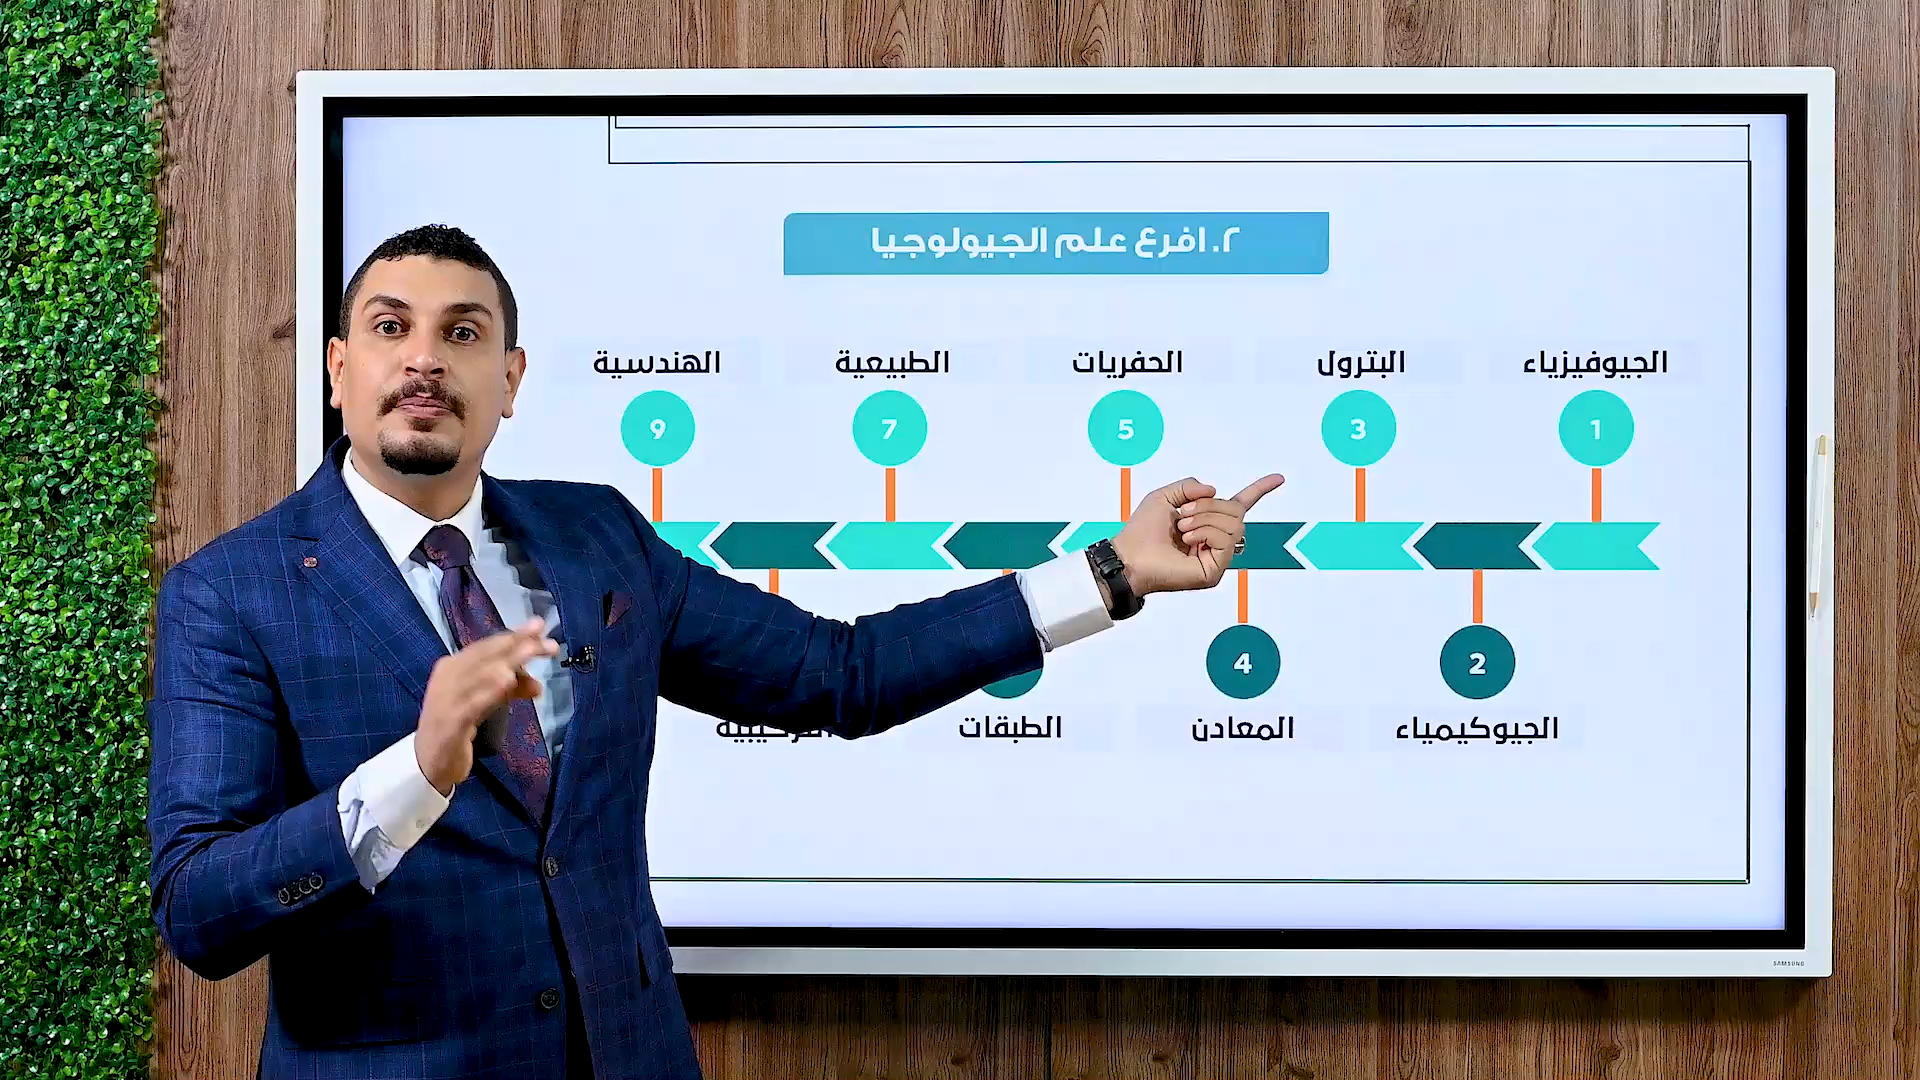 ٢. افرع علم الجيولوجيا
الجيوفيزياء
البترول
الحفريات
الطبيعية
الهندسية
1
3
5
7
9
2
4
الجيوكيمياء
المعادن
الطبقات
SAMSUNG